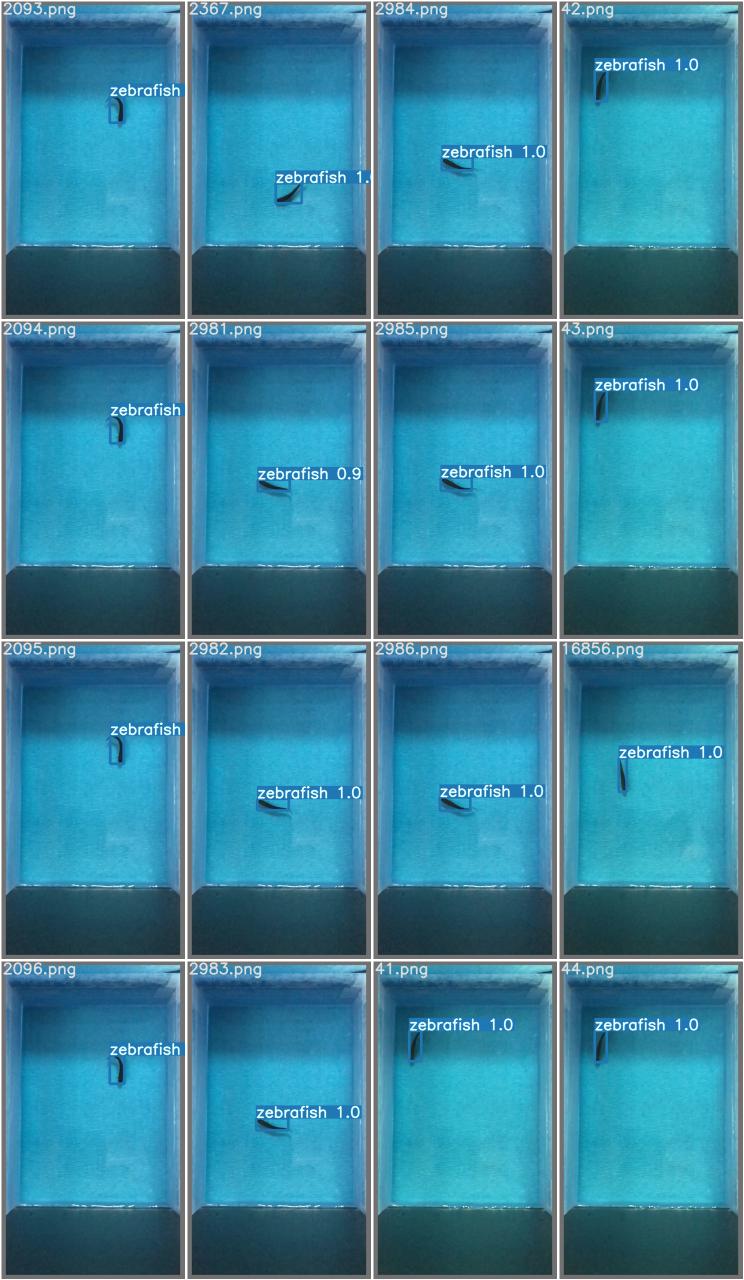 2093.png
zebrafish
2367.png
zebrafish 1.
2984.png
zebrafish 1.0
42.png
zebrafish 1.0
2094.png
zebrafish
2981.png
zebrafish 0.9
2985.png
zebrafish 1.0
43.png
zebrafish 1.0
2095.png
zebrafish
2982.png
zebrafish 1.0
2986.png
zebrafish 1.0
16856.png
zebrafish 1.0
2096.png
zebrafish
2983.png
zebrafish 1.0
41.png
zebrafish 1.0
44.png
zebrafish 1.0